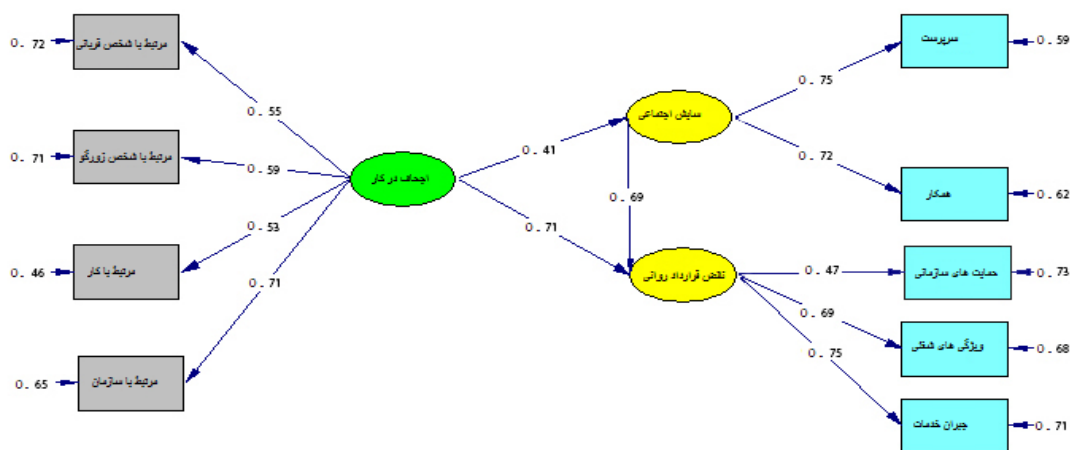 0.72
مرتبط با شخص قربانی
0.71
مرتبط با شخص زورگو
0.46
مرتبط با کار
0.65
مرتبط با سازمان
0.55
0.59
0.53
0.71
اجحاف در کار
0.41
0.71
سایش اجتماعی
0.69
نقض قرارداد روانی
0.75
0.72
0.47
0.69
0.75
سرپرست
0.59
همکار
0.62
حمایت های سازمانی
0.73
ویژگی های شغلی
0.68
جبران خدمات
0.71